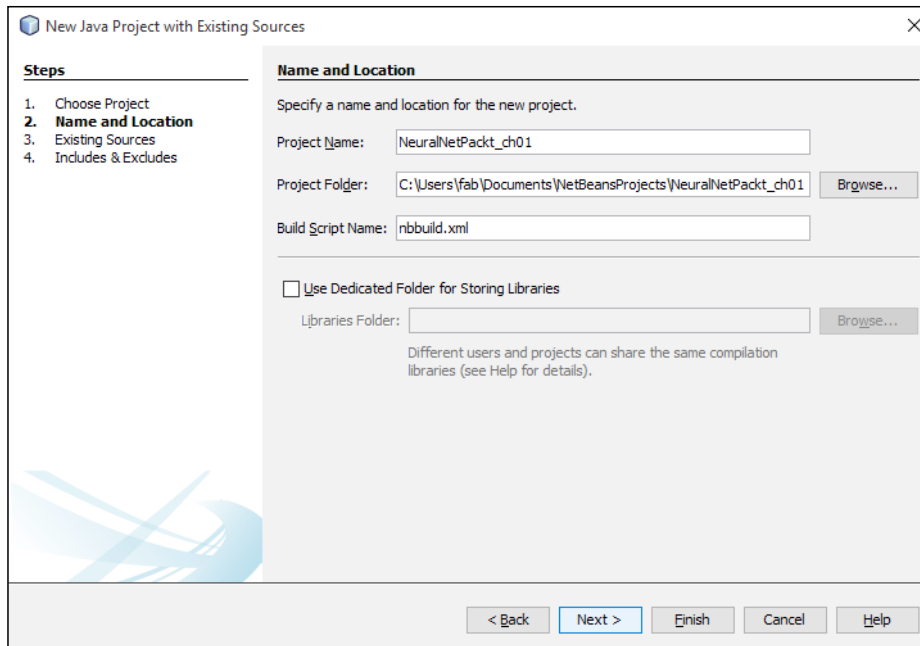 New Java Project with Existing Sources
Steps
1. Choose Project
2. Name and Location
3. Existing Sources
4. Includes & Excludes
Name and Location
Specify a name and location for the new project.
Project Name: NeuralNetPackt_ch01
Project Folder: C:\Users\fab\Documents\NetBeansProjects\NeuralNetPackt_ch01 Browse...
Build Script Name: nbbuild.xml
Use Dedicated Folder for Storing Libraries
Libraries Folder: Browse...
Different users and projects can share the same compilation
libraries (see Help for details).
< Back Next > Finish Cancel Help